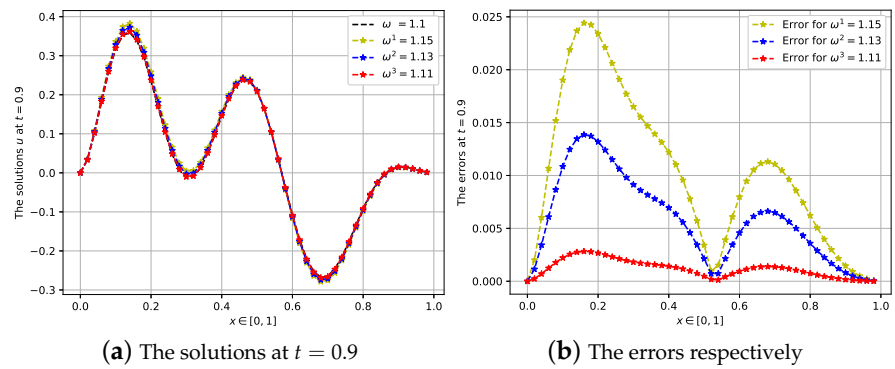 0.4
0.3
0.2
0.1
0.0
−0.1
−0.2
−0.3
The solutions u at t = 0.9
0.0 0.2 0.4 0.6 0.8 1.0
x ∈ [0, 1]
ω = 1.1
ω¹ = 1.15
ω² = 1.13
ω³ = 1.11
(a) The solutions at t = 0.9
0.025
0.020
0.015
0.010
0.005
0.000
The errors at t = 0.9
0.0 0.2 0.4 0.6 0.8 1.0
x ∈ [0, 1]
Error for ω¹ = 1.15
Error for ω² = 1.13
Error for ω³ = 1.11
(b) The errors respectively